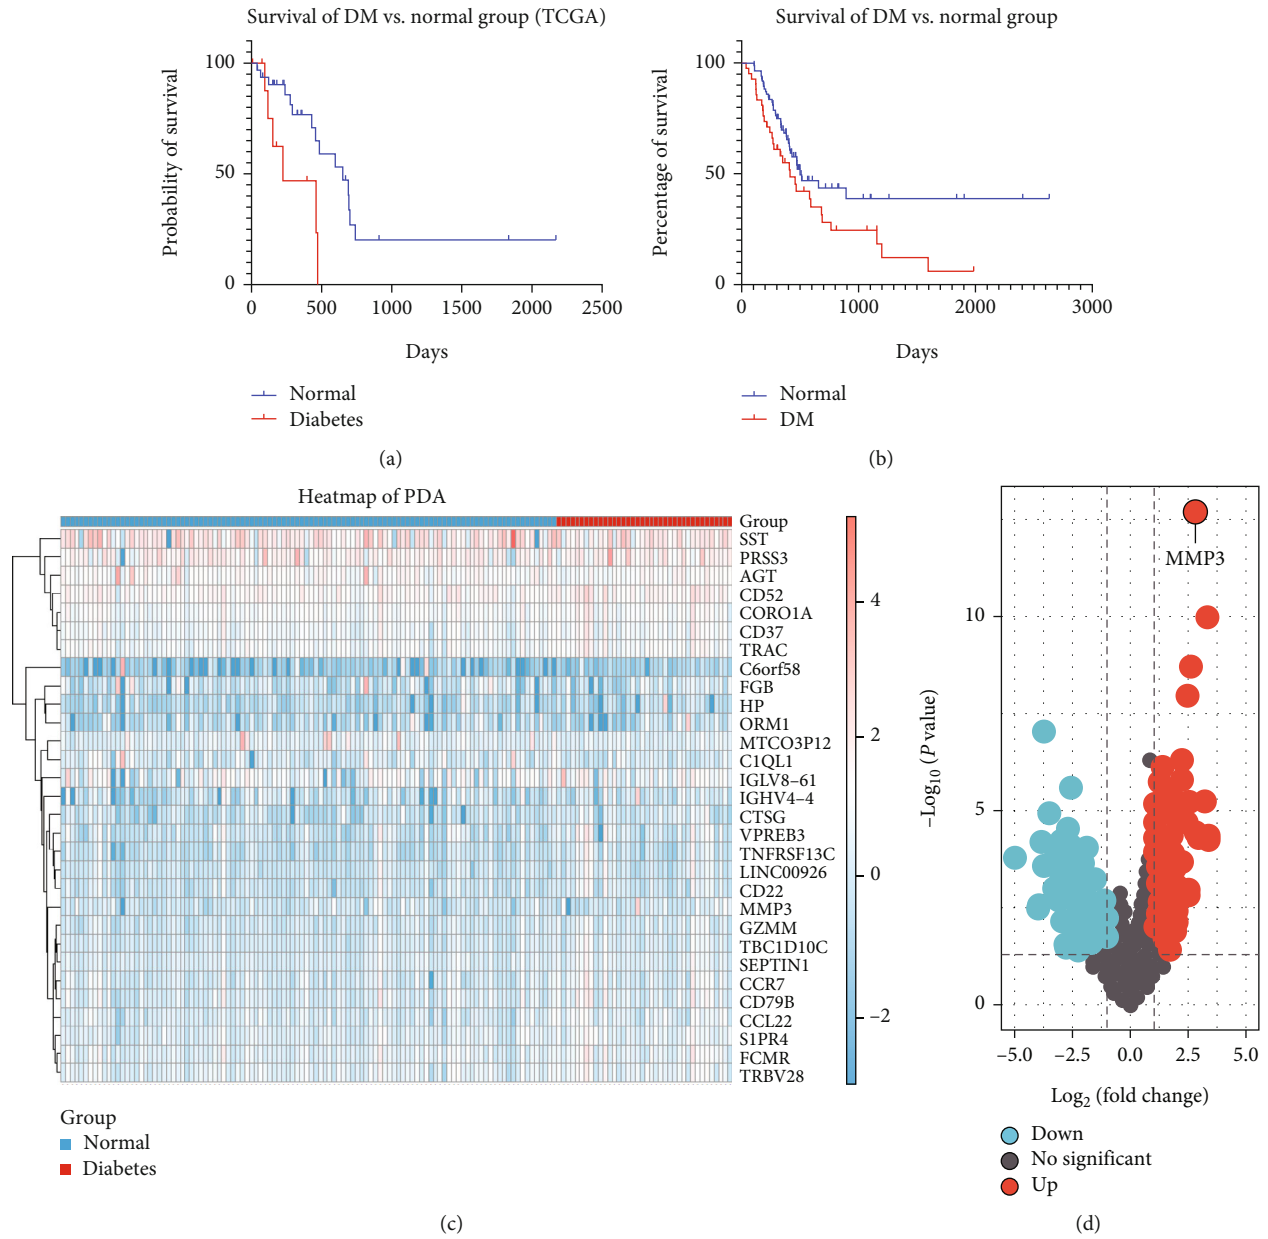 Survival of DM vs. normal group (TCGA)
Probability of survival
100
50
0
0 500 1000 1500 2000 2500
Days
Normal
Diabetes
(a)
Survival of DM vs. normal group
Percentage of survival
100
50
0
0 1000 2000 3000
Days
Normal
DM
(b)
Heatmap of PDA
Group
SST
PRSS3
AGT
CD52
CORO1A
CD37
TRAC
C6orf58
FGB
HP
ORM1
MTCO3P12
C1QL1
IGLV8–61
IGHV4–4
CTSG
VPREB3
TNFRSF13C
LINC00926
CD22
MMP3
GZMM
TBC1D10C
SEPTIN1
CCR7
CD79B
CCL22
S1PR4
FCMR
TRBV28
4
2
0
–2
Group
Normal
Diabetes
(c)
MMP3
–Log10 (P value)
10
5
0
–5.0 –2.5 0.0 2.5 5.0
Log2 (fold change)
Down
No significant
Up
(d)